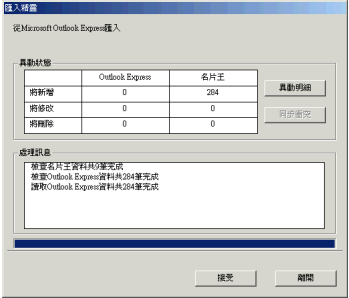 匯入精靈
從Microsoft Outlook Express匯入
異動狀態
Outlook Express 名片王
將新增 0 284
將修改 0 0
將刪除 0 0
異動明細
同步衝突
處理訊息
檢查名片王資料共9筆完成
檢查Outlook Express資料共284筆完成
讀取Outlook Express資料共284筆完成
接受 離開